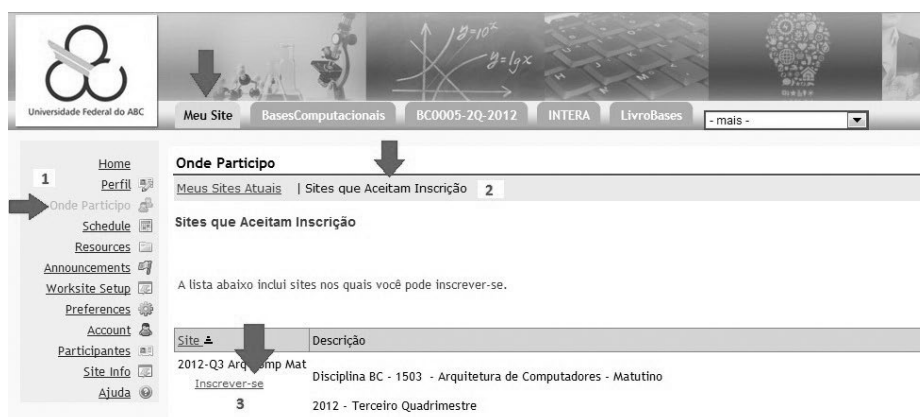 y=10ˣ
y=lgx
Universidade Federal do ABC
Meu Site BasesComputacionais BC0005-2Q-2012 INTERA LivroBases - mais -
Home
1
Perfil
Onde Participo
Schedule
Resources
Announcements
Worksite Setup
Preferences
Account
Participantes
Site Info
Ajuda
Onde Participo
Meus Sites Atuais | Sites que Aceitam Inscrição 2
Sites que Aceitam Inscrição
A lista abaixo inclui sites nos quais você pode inscrever-se.
Site Descrição
2012-Q3 Mat
Inscrever-se
3
Disciplina BC - 1503 - Arquitetura de Computadores - Matutino
2012 - Terceiro Quadrimestre